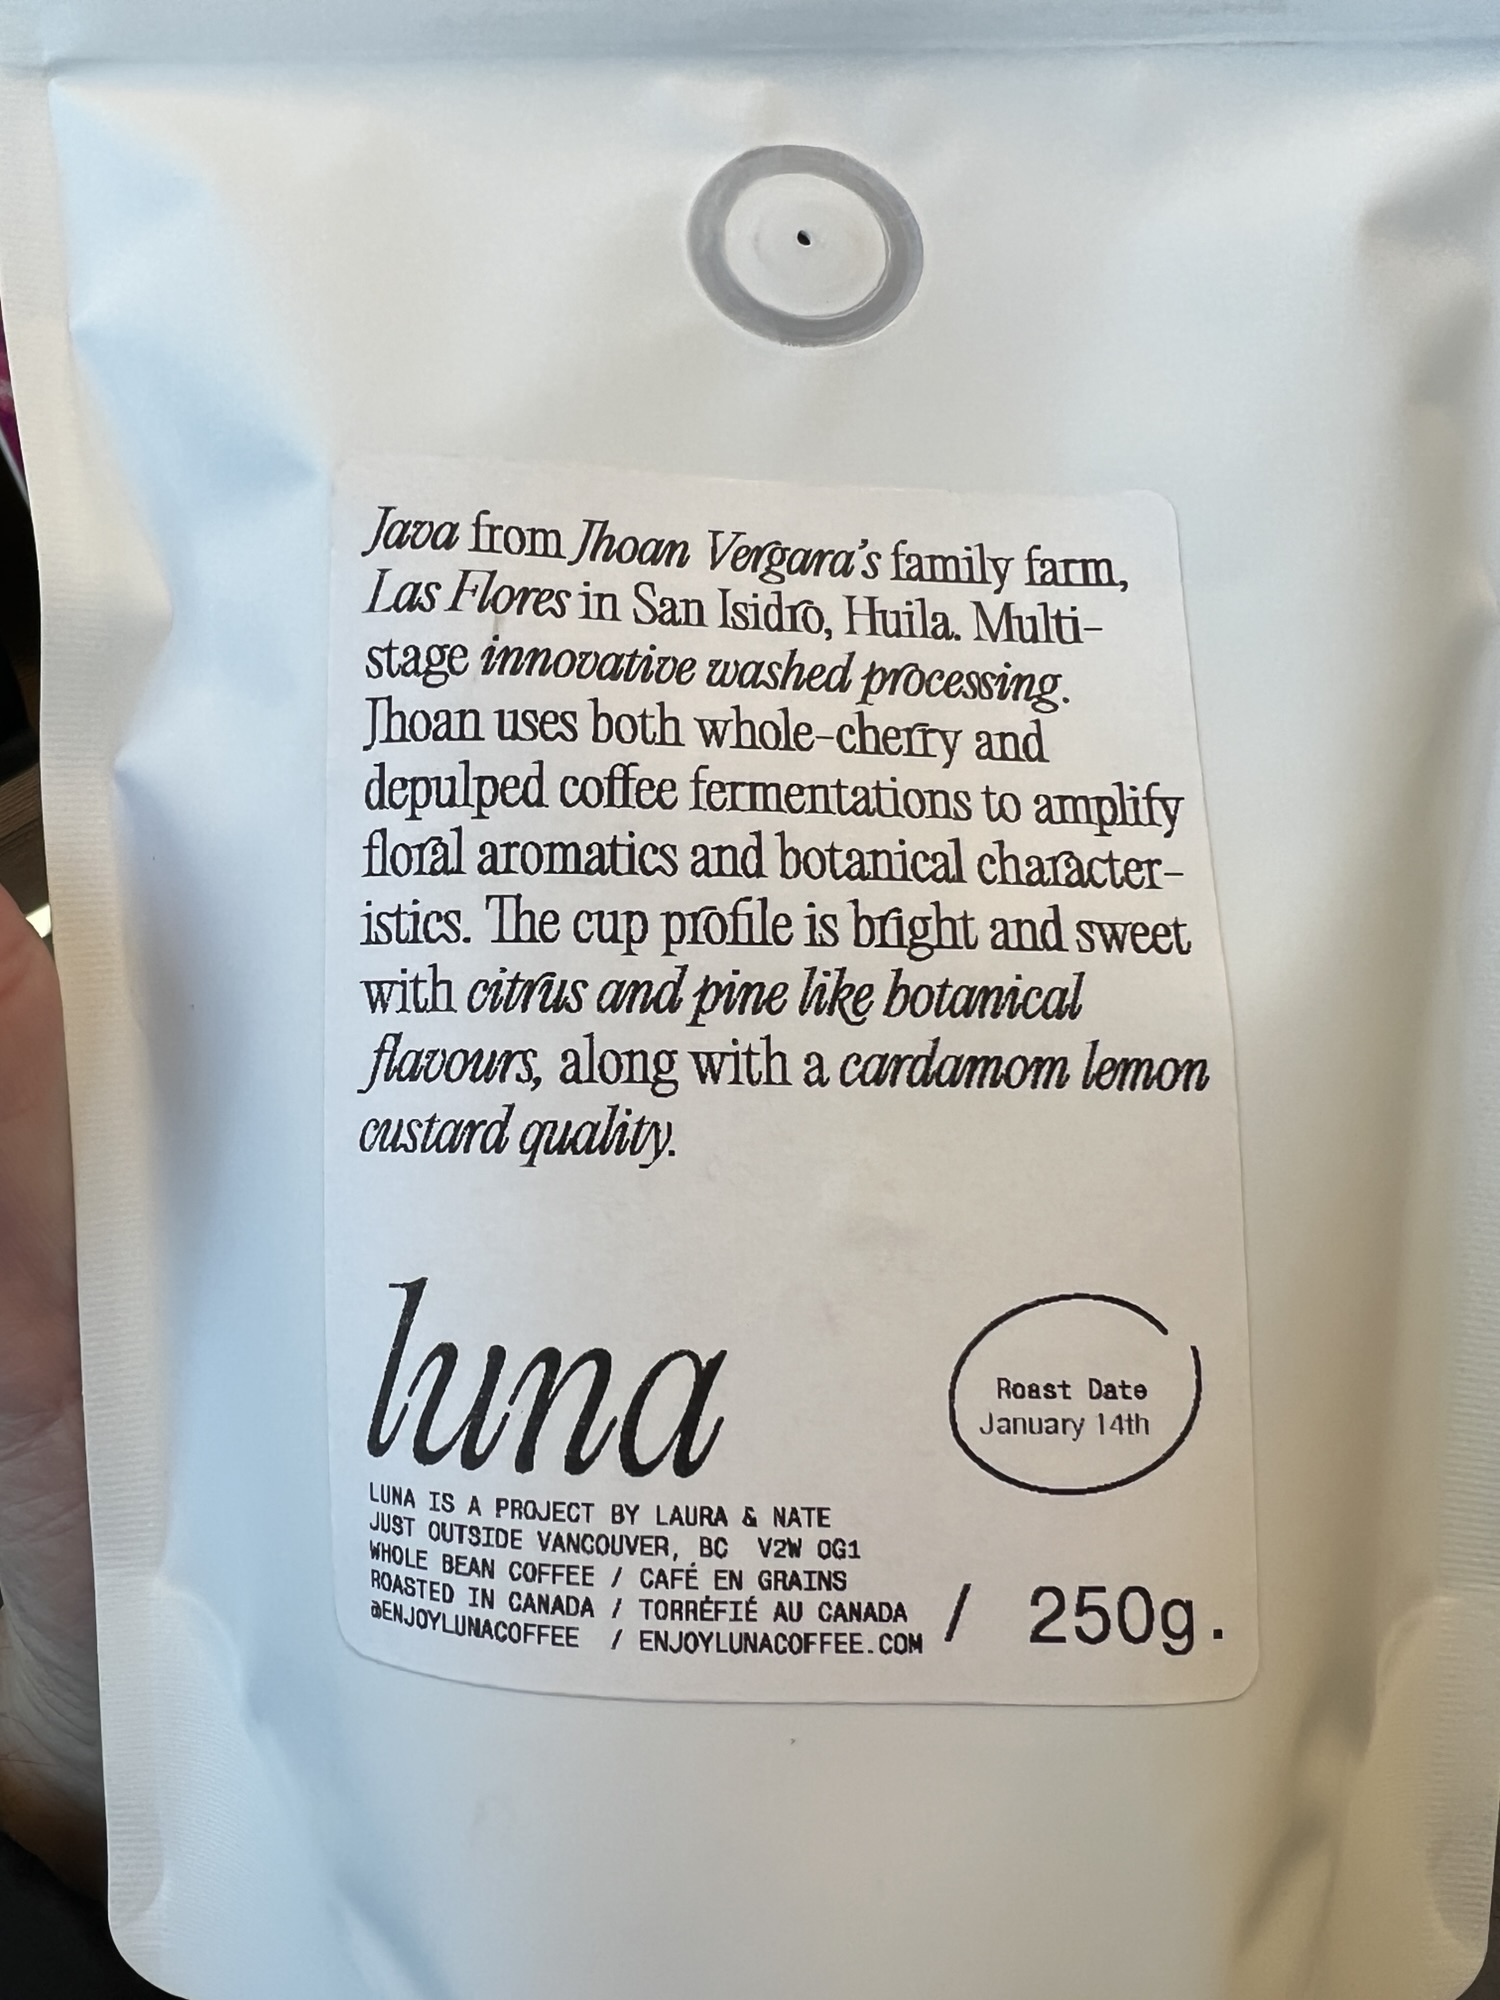 Java from Jhoan Vergara's family farm,
Las Flores in San Isidro, Huila. Multi-
stage innovative washed processing.
Jhoan uses both whole-cherry and
depulped coffee fermentations to amplify
floral aromatics and botanical character-
istics. The cup profile is bright and sweet
with citrus and pine like botanical
flavours, along with a cardamom lemon
custard quality.
luna
Roast Date
January 14th
LUNA IS A PROJECT BY LAURA & NATE
JUST OUTSIDE VANCOUVER, BC V2W 0G1
WHOLE BEAN COFFEE / CAFÉ EN GRAINS
ROASTED IN CANADA / TORRÉFIÉ AU CANADA
@ENJOYLUNACOFFEE / ENJOYLUNACOFFEE.COM
/ 250g.